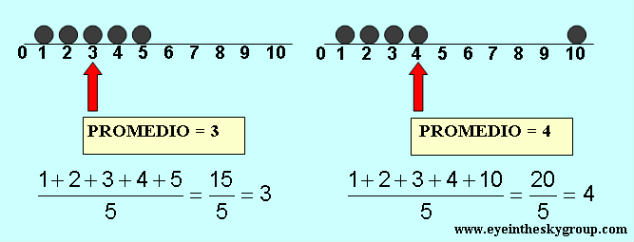 0 1 2 3 4 5 6 7 8 9 10
PROMEDIO = 3
1+2+3+4+5
5
= 15
5
= 3
0 1 2 3 4 5 6 7 8 9 10
PROMEDIO = 4
1+2+3+4+10
5
= 20
5
= 4
www.eyeintheskygroup.com